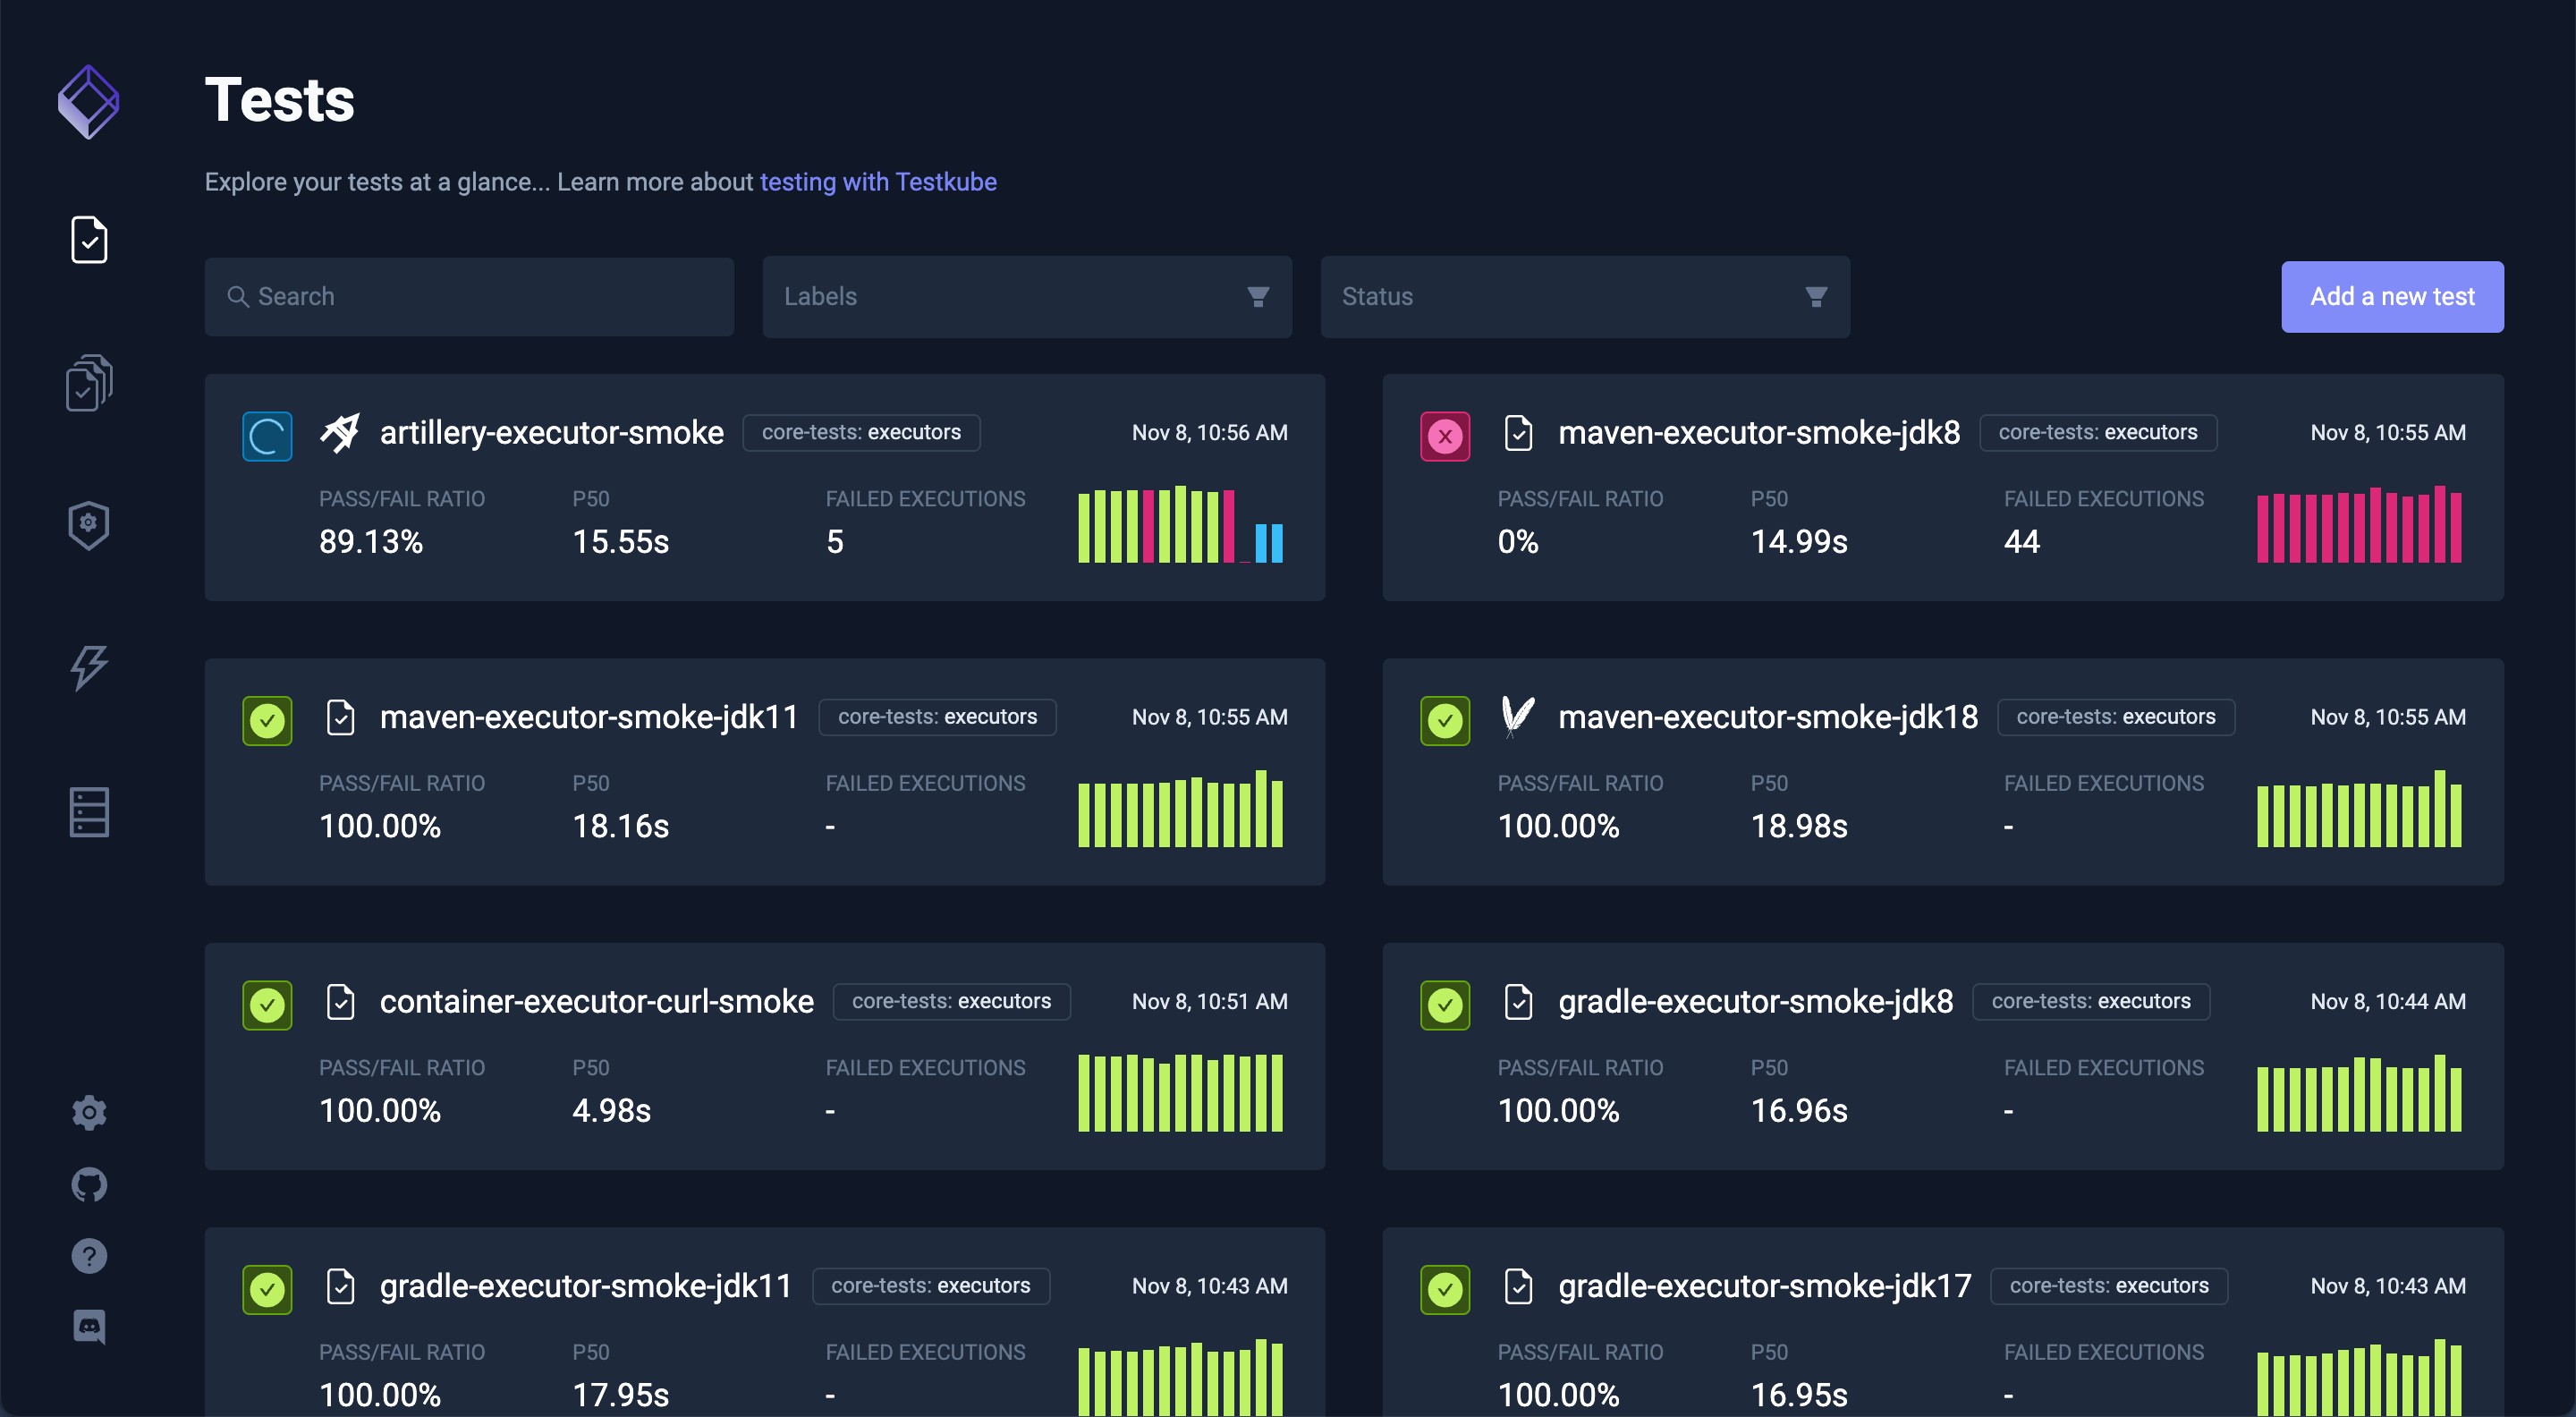 Tests
Explore your tests at a glance... Learn more about testing with Testkube
Search
Labels
Status
Add a new test
artillery-executor-smoke core-tests: executors Nov 8, 10:56 AM
PASS/FAIL RATIO P50 FAILED EXECUTIONS
89.13% 15.55s 5
maven-executor-smoke-jdk8 core-tests: executors Nov 8, 10:55 AM
PASS/FAIL RATIO P50 FAILED EXECUTIONS
0% 14.99s 44
maven-executor-smoke-jdk11 core-tests: executors Nov 8, 10:55 AM
PASS/FAIL RATIO P50 FAILED EXECUTIONS
100.00% 18.16s -
maven-executor-smoke-jdk18 core-tests: executors Nov 8, 10:55 AM
PASS/FAIL RATIO P50 FAILED EXECUTIONS
100.00% 18.98s -
container-executor-curl-smoke core-tests: executors Nov 8, 10:51 AM
PASS/FAIL RATIO P50 FAILED EXECUTIONS
100.00% 4.98s -
gradle-executor-smoke-jdk8 core-tests: executors Nov 8, 10:44 AM
PASS/FAIL RATIO P50 FAILED EXECUTIONS
100.00% 16.96s -
gradle-executor-smoke-jdk11 core-tests: executors Nov 8, 10:43 AM
PASS/FAIL RATIO P50 FAILED EXECUTIONS
100.00% 17.95s -
gradle-executor-smoke-jdk17 core-tests: executors Nov 8, 10:43 AM
PASS/FAIL RATIO P50 FAILED EXECUTIONS
100.00% 16.95s -